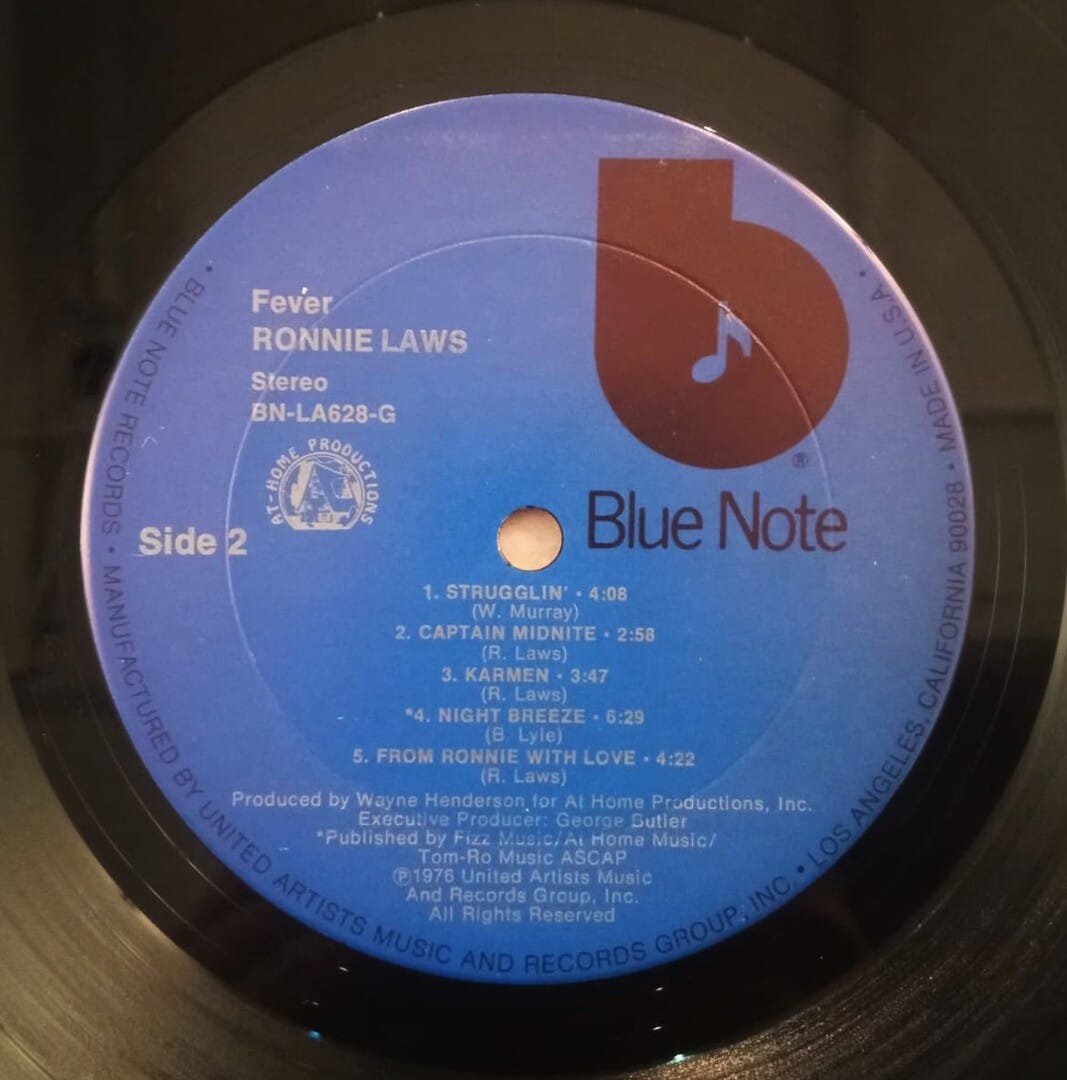 Fever
RONNIE LAWS
Stereo
BN-LA628-G
AT-HOME PRODUCTIONS
Side 2
®
Blue Note
1. STRUGGLIN' • 4:08
(W. Murray)
2. CAPTAIN MIDNITE • 2:58
(R. Laws)
3. KARMEN • 3:47
(R. Laws)
*4. NIGHT BREEZE • 6:29
(B. Lyle)
5. FROM RONNIE WITH LOVE • 4:22
(R. Laws)
Produced by Wayne Henderson for At Home Productions, Inc.
Executive Producer: George Butler
*Published by Fizz Music/At Home Music/
Tom-Ro Music ASCAP
℗1976 United Artists Music
And Records Group, Inc.
All Rights Reserved
• BLUE NOTE RECORDS • MANUFACTURED BY UNITED ARTISTS MUSIC AND RECORDS GROUP, INC. • LOS ANGELES, CALIFORNIA 90028 • MADE IN U.S.A. •